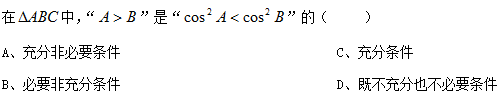 在ΔABC中，“A > B”是“cos² A < cos² B”的（    ）
A、充分非必要条件    C、充分条件
B、必要非充分条件    D、既不充分也不必要条件